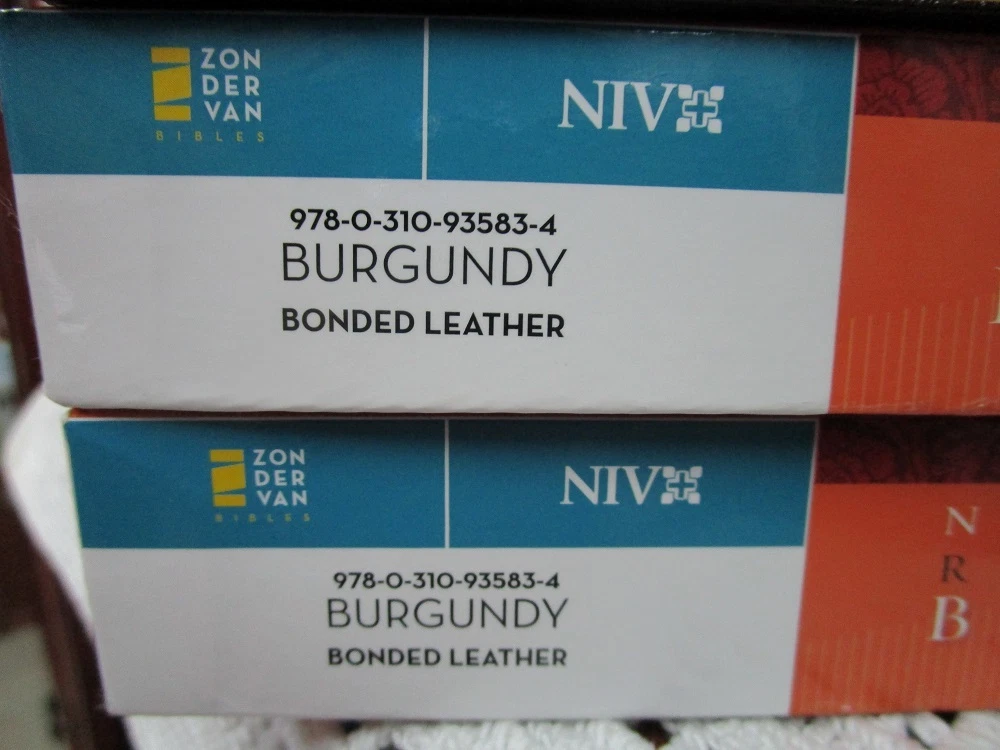 ZON
DER
VAN
BIBLES
NIV
978-0-310-93583-4
BURGUNDY
BONDED LEATHER
ZON
DER
VAN
BIBLES
NIV
978-0-310-93583-4
BURGUNDY
BONDED LEATHER
N
R
B